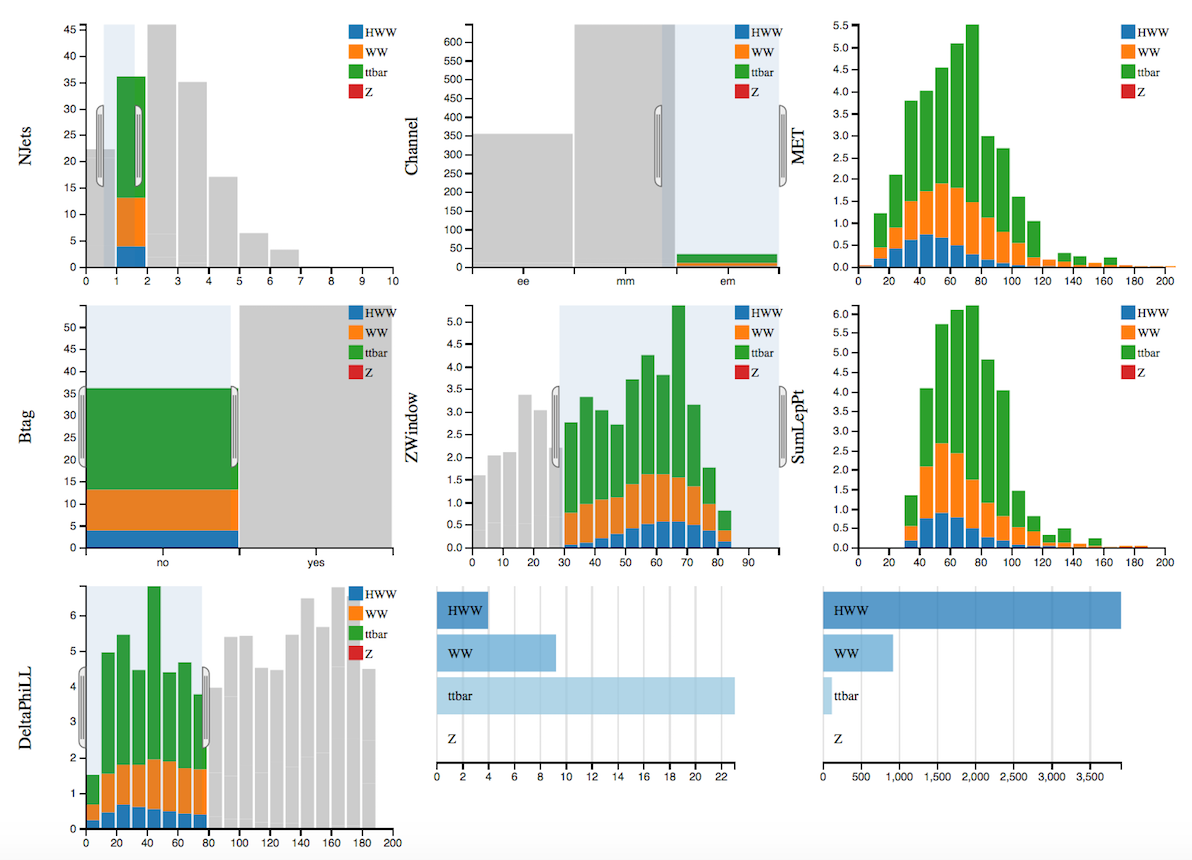 NJets
45
40
35
30
25
20
15
10
5
0
0 1 2 3 4 5 6 7 8 9 10
HWW
WW
ttbar
Z
Channel
600
550
500
450
400
350
300
250
200
150
100
50
0
ee mm em
HWW
WW
ttbar
Z
MET
5.5
5.0
4.5
4.0
3.5
3.0
2.5
2.0
1.5
1.0
0.5
0.0
0 20 40 60 80 100 120 140 160 180 200
HWW
WW
ttbar
Z
Btag
50
45
40
35
30
25
20
15
10
5
0
no yes
HWW
WW
ttbar
Z
ZWindow
5.0
4.5
4.0
3.5
3.0
2.5
2.0
1.5
1.0
0.5
0.0
0 10 20 30 40 50 60 70 80 90
HWW
WW
ttbar
Z
SumLepPt
6.0
5.5
5.0
4.5
4.0
3.5
3.0
2.5
2.0
1.5
1.0
0.5
0.0
0 20 40 60 80 100 120 140 160 180 200
HWW
WW
ttbar
Z
DeltaPhiLL
6
5
4
3
2
1
0
0 20 40 60 80 100 120 140 160 180 200
HWW
WW
ttbar
Z
HWW
WW
ttbar
Z
0 2 4 6 8 10 12 14 16 18 20 22
HWW
WW
ttbar
Z
0 500 1,000 1,500 2,000 2,500 3,000 3,500